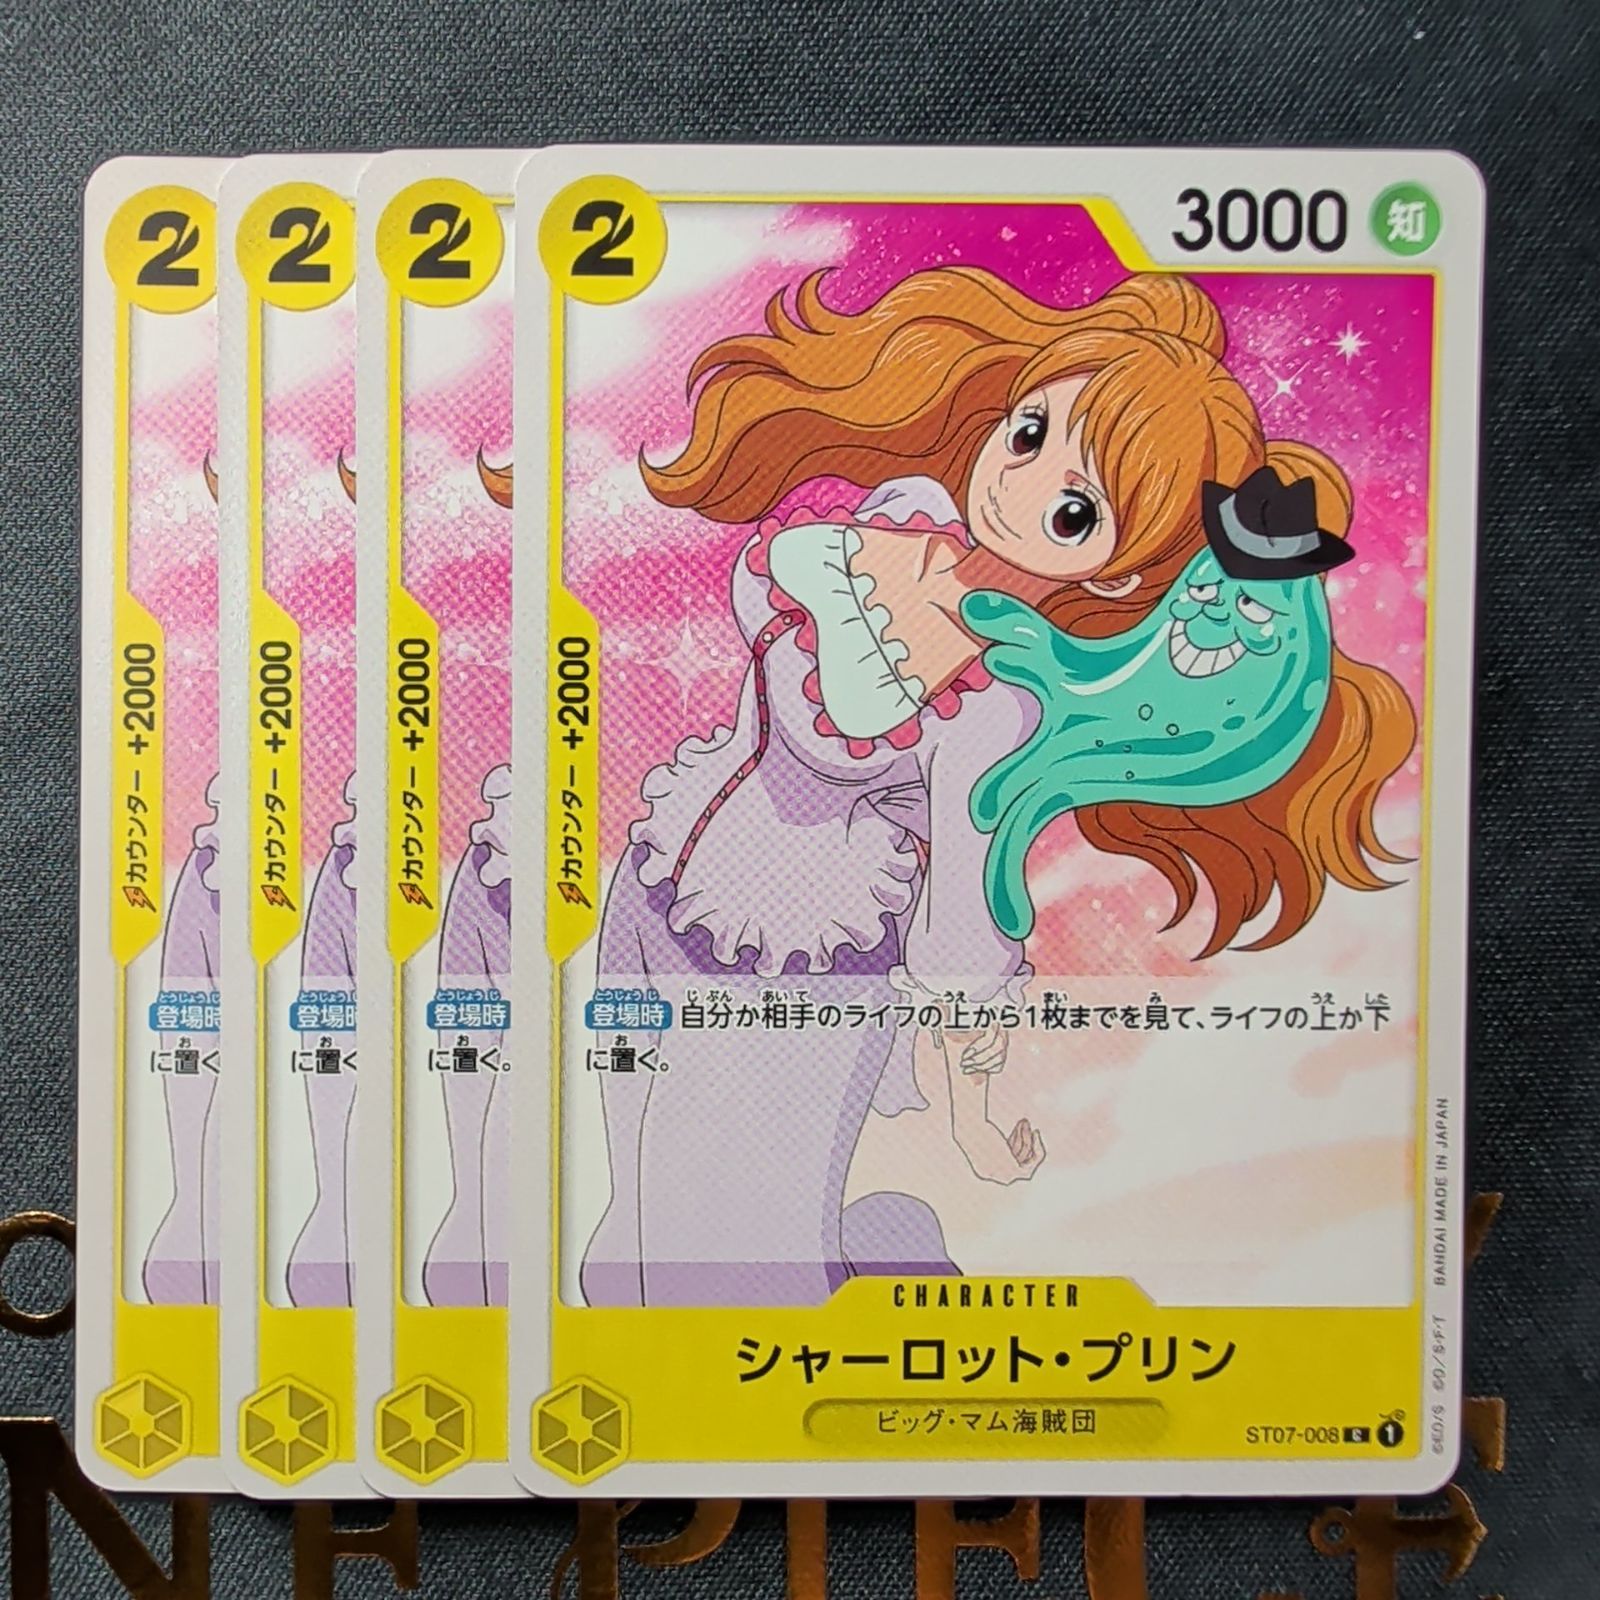 2
カウンター +2000
登場時
に置く
2
カウンター +2000
登場時
に置く
2
カウンター +2000
登場時
に置く。
2
3000 知
カウンター +2000
登場時 自分か相手のライフの上から1枚までを見て、ライフの上か下
に置く。
CHARACTER
シャーロット・プリン
ビッグ・マム海賊団
ST07-008 C 1
©E.O/S ©O/S・F・T BANDAI MADE IN JAPAN
ONE PIECE